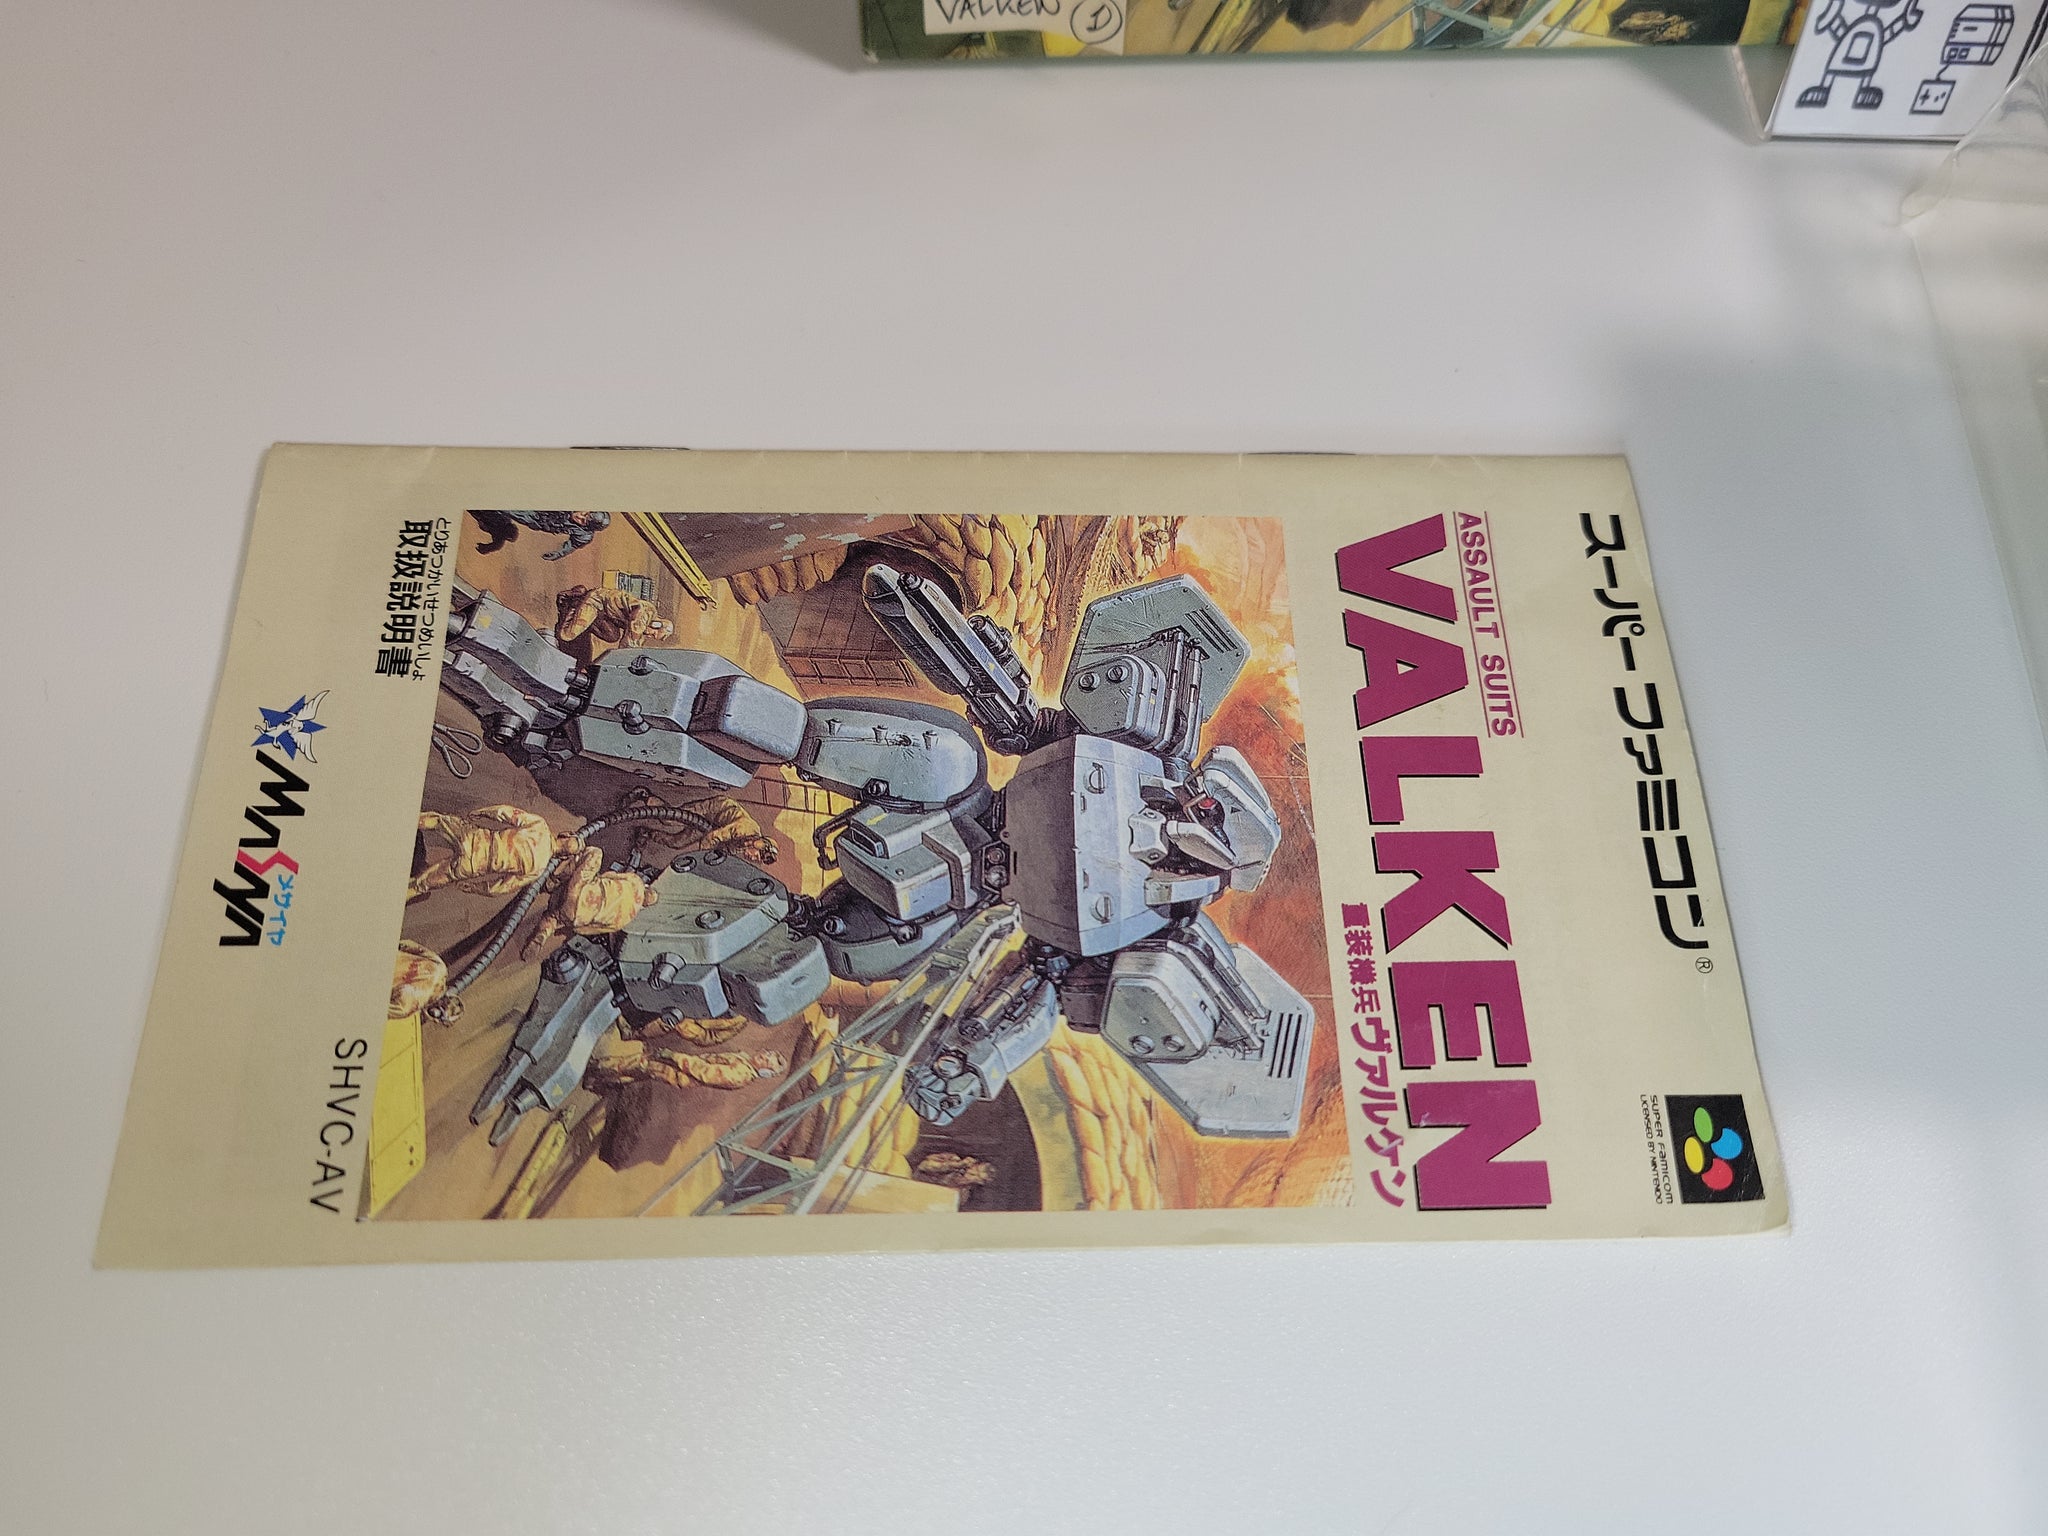 VALKEN 1
スーパーファミコン®
SUPER FAMICOM
LICENSED BY NINTENDO
ASSAULT SUITS
VALKEN
重装機兵ヴァルケン
とりあつかいせつめいしょ
取扱説明書
MASAYA
メサイヤ
SHVC-AV